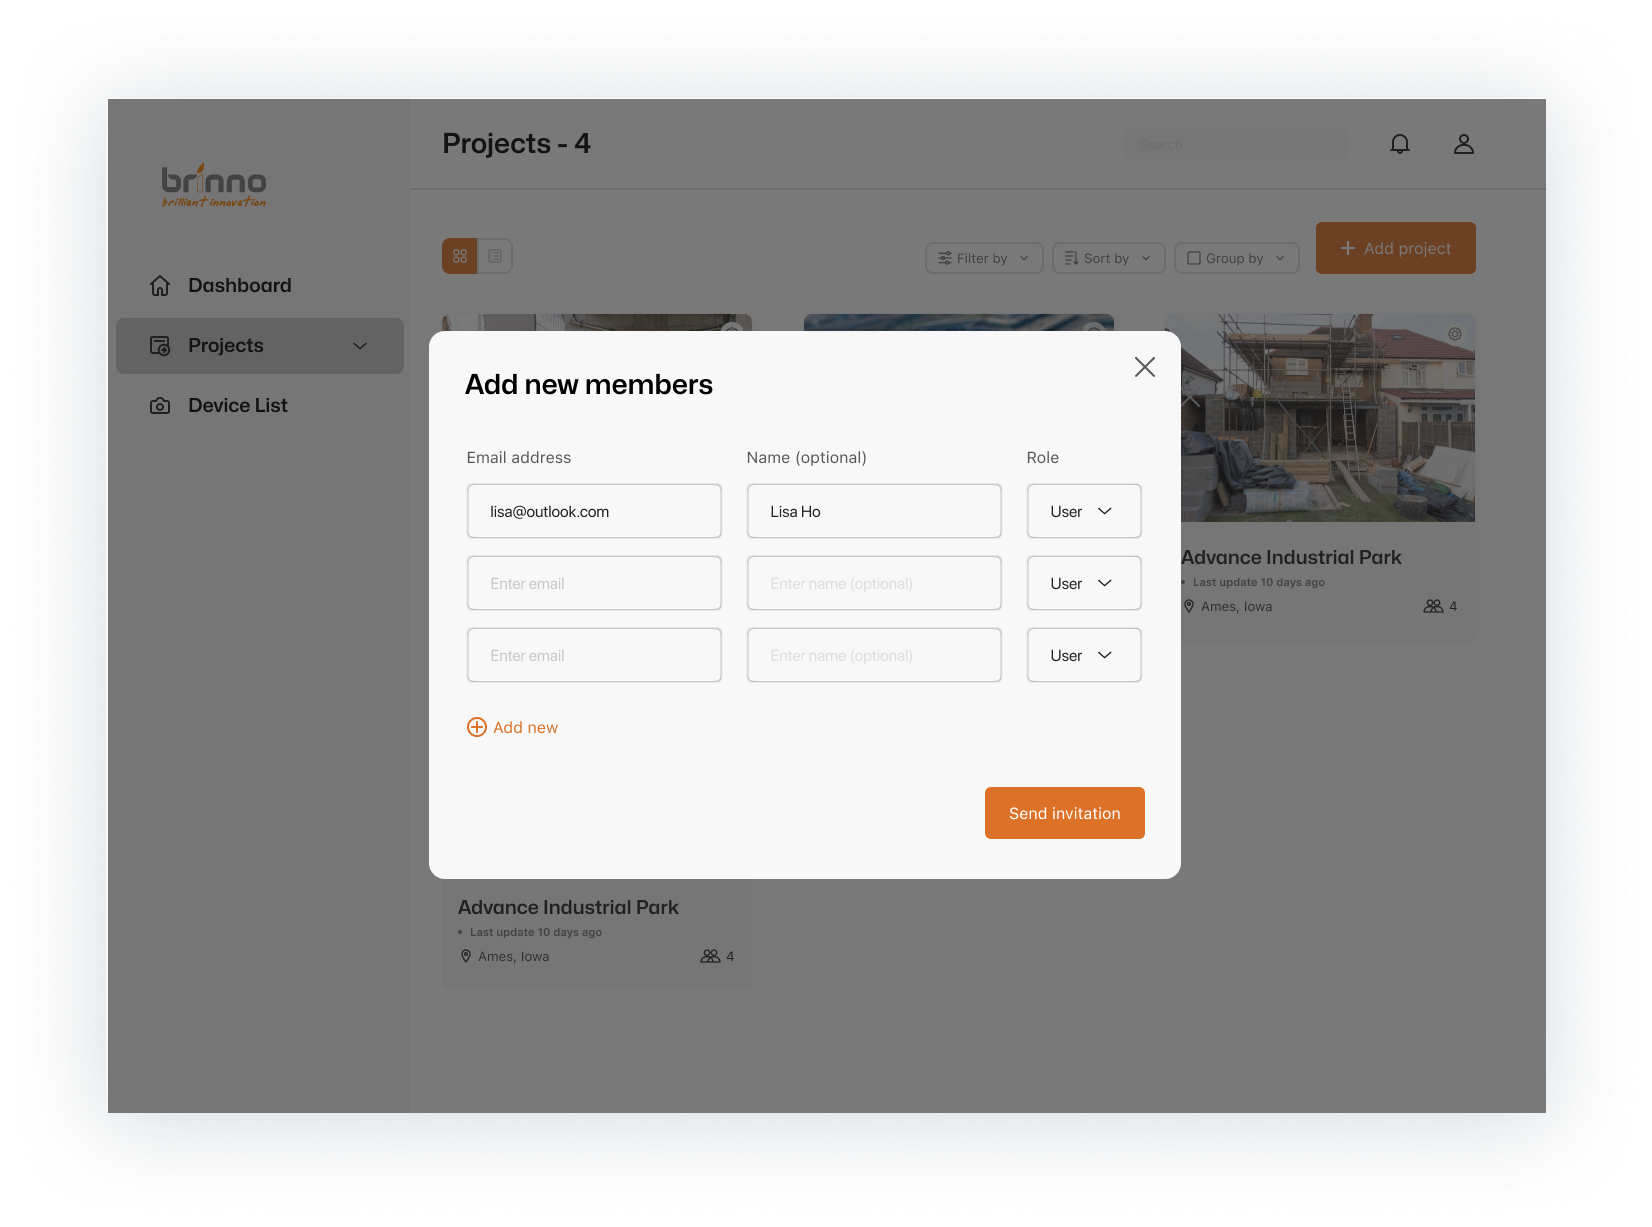 Projects - 4
Search
brinno
brilliant innovation
Filter by
Sort by
Group by
Add project
Dashboard
Projects
Device List
Add new members
Email address
Name (optional)
Role
lisa@outlook.com
Lisa Ho
User
Enter email
Enter name (optional)
User
Enter email
Enter name (optional)
User
Add new
Send invitation
Advance Industrial Park
Last update 10 days ago
Ames, Iowa
4
Advance Industrial Park
Last update 10 days ago
Ames, Iowa
4